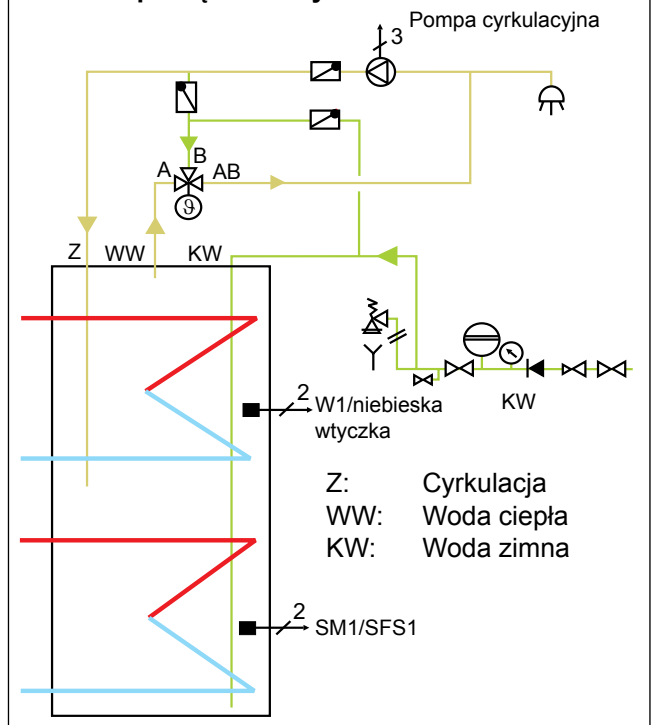 Pompa cyrkulacyjna
3
B
A
AB
ϑ
Z
WW
KW
2
W1/niebieska
wtyczka
KW
Z: Cyrkulacja
WW: Woda ciepła
KW: Woda zimna
2
SM1/SFS1